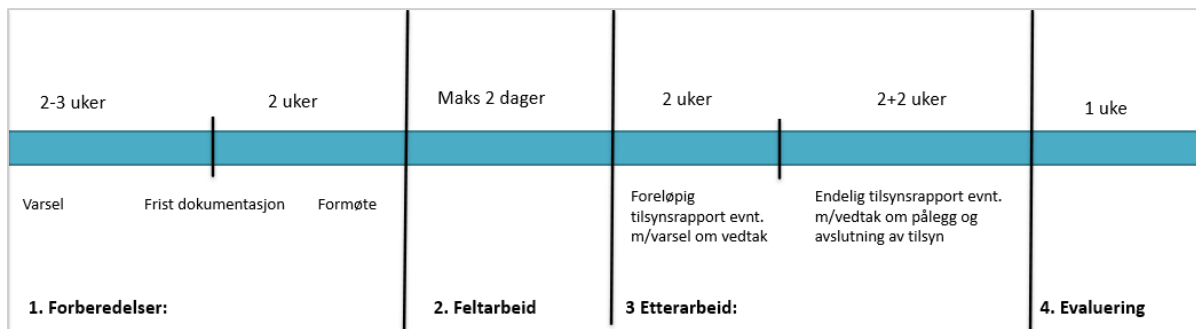 2-3 uker
2 uker
Maks 2 dager
2 uker
2+2 uker
1 uke
Varsel
Frist dokumentasjon
Formøte
Foreløpig
tilsynsrapport evnt.
m/varsel om vedtak
Endelig tilsynsrapport evnt.
m/vedtak om pålegg og
avslutning av tilsyn
1. Forberedelser:
2. Feltarbeid
3 Etterarbeid:
4. Evaluering